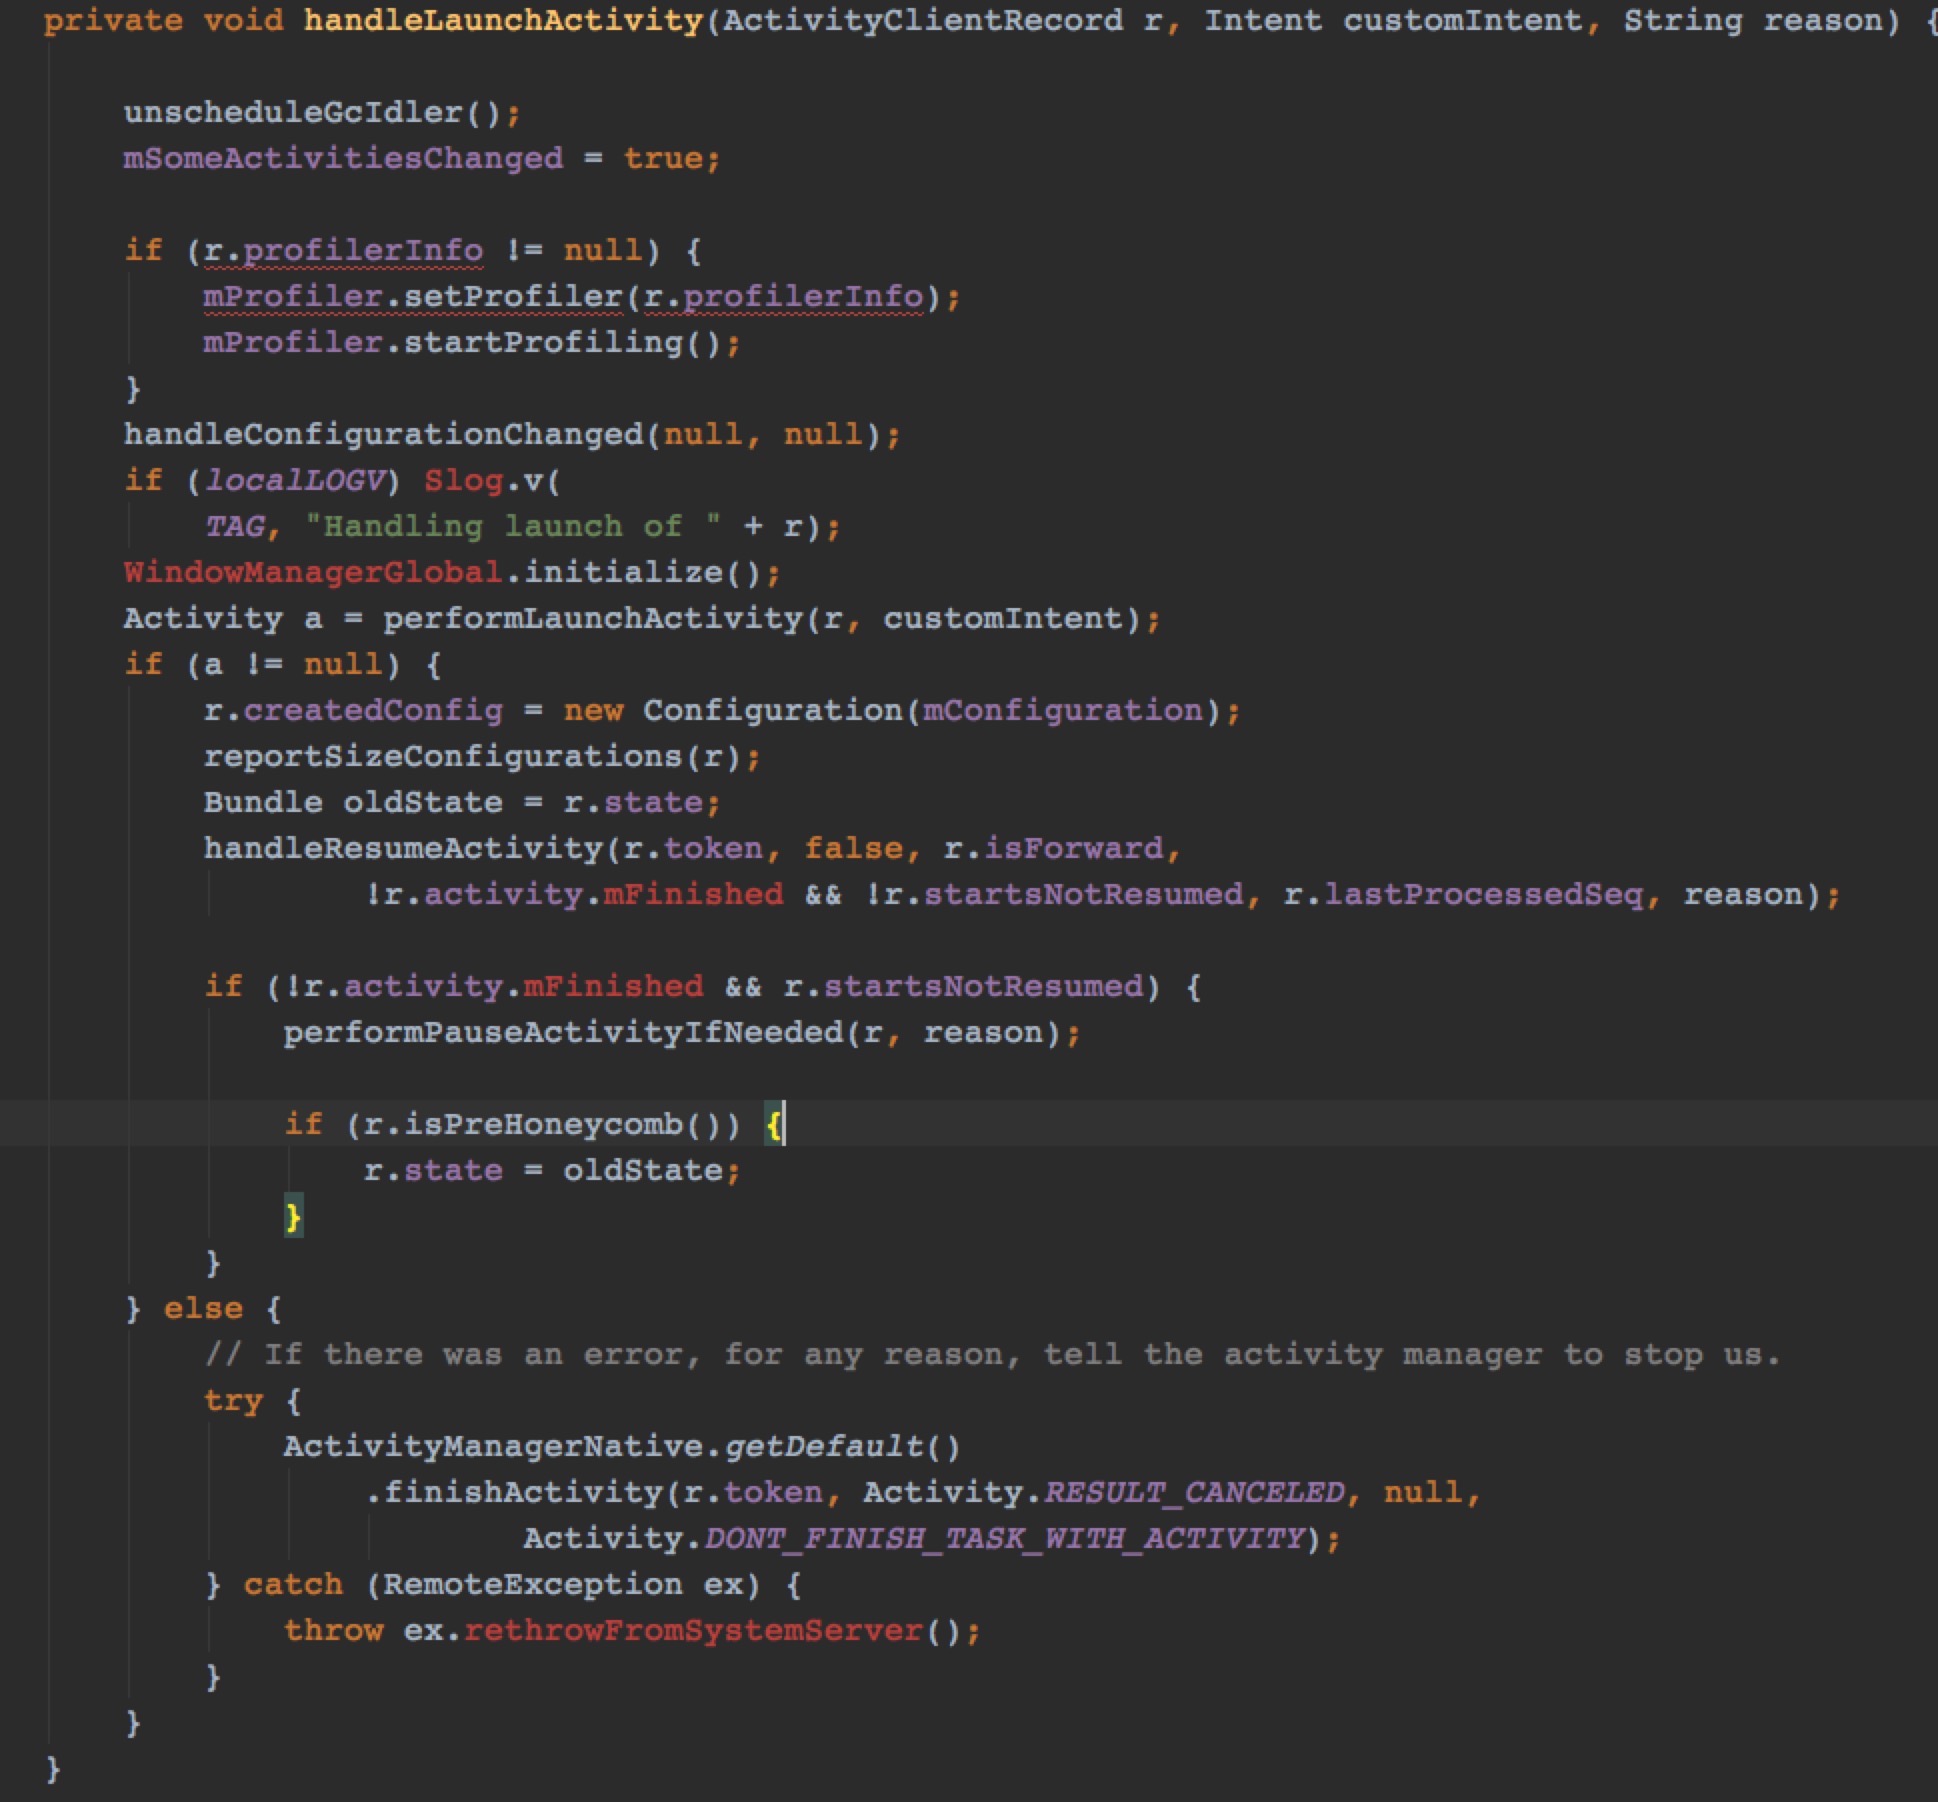 private void handleLaunchActivity(ActivityClientRecord r, Intent customIntent, String reason) {
unscheduleGcIdler();
mSomeActivitiesChanged = true;
if (r.profilerInfo != null) {
mProfiler.setProfiler(r.profilerInfo);
mProfiler.startProfiling();
}
handleConfigurationChanged(null, null);
if (localLOGV) Slog.v(
TAG, "Handling launch of " + r);
WindowManagerGlobal.initialize();
Activity a = performLaunchActivity(r, customIntent);
if (a != null) {
r.createdConfig = new Configuration(mConfiguration);
reportSizeConfigurations(r);
Bundle oldState = r.state;
handleResumeActivity(r.token, false, r.isForward,
!r.activity.mFinished && !r.startsNotResumed, r.lastProcessedSeq, reason);
if (!r.activity.mFinished && r.startsNotResumed) {
performPauseActivityIfNeeded(r, reason);
if (r.isPreHoneycomb()) {
r.state = oldState;
}
}
} else {
// If there was an error, for any reason, tell the activity manager to stop us.
try {
ActivityManagerNative.getDefault()
.finishActivity(r.token, Activity.RESULT_CANCELED, null,
Activity.DONT_FINISH_TASK_WITH_ACTIVITY);
} catch (RemoteException ex) {
throw ex.rethrowFromSystemServer();
}
}
}